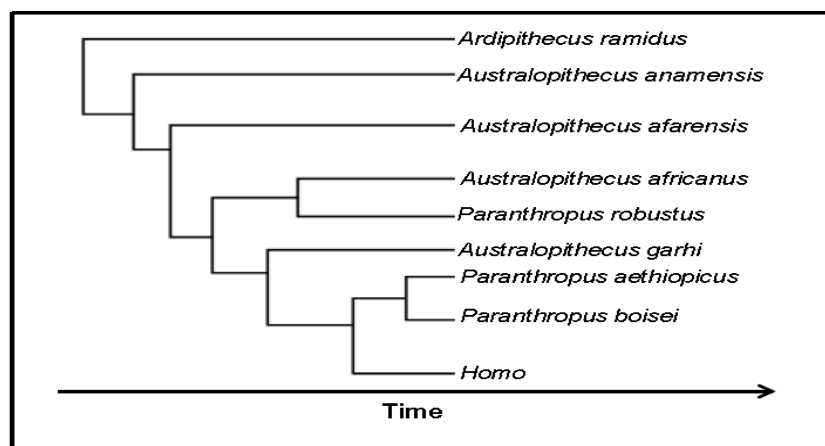 Ardipithecus ramidus
Australopithecus anamensis
Australopithecus afarensis
Australopithecus africanus
Paranthropus robustus
Australopithecus garhi
Paranthropus aethiopicus
Paranthropus boisei
Homo
Time